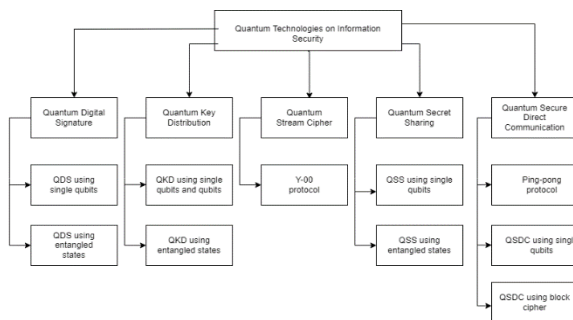 Quantum Technologies on Information
Security
Quantum Digital
Signature
Quantum Key
Distribution
Quantum
Stream Cipher
Quantum Secret
Sharing
Quantum Secure
Direct
Communication
QDS using
single qubits
QKD using single
qubits and qubits
Y-00
protocol
QSS using single
qubits
Ping-pong
protocol
QDS using
entangled
states
QKD using
entangled states
QSS using
entangled states
QSDC using single
qubits
QSDC using block
cipher